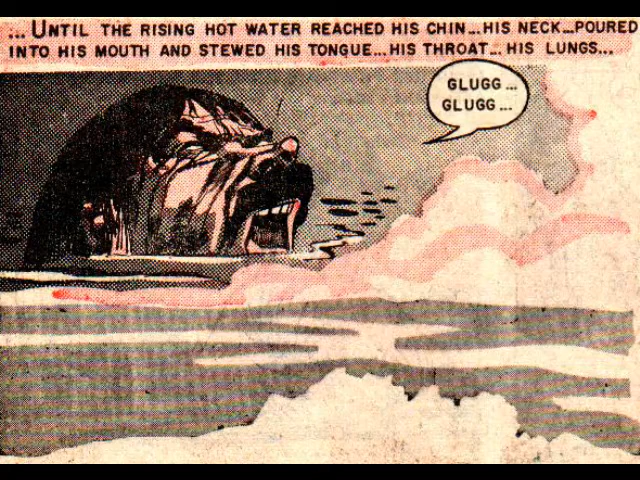 ... UNTIL THE RISING HOT WATER REACHED HIS CHIN...HIS NECK...POURED
INTO HIS MOUTH AND STEWED HIS TONGUE...HIS THROAT...HIS LUNGS...
GLUGG...
GLUGG...